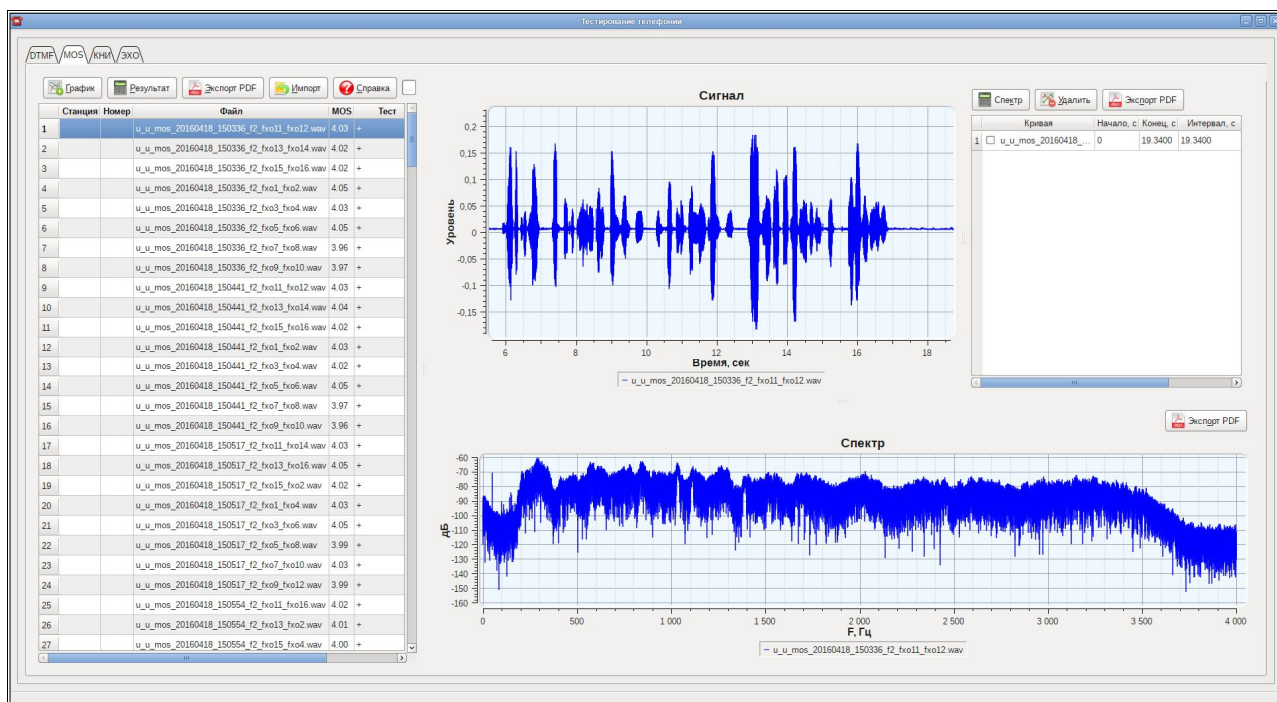 Тестирование телефонии
DTMF MOS КНИ ЭХО
График Результат Экспорт PDF Импорт Справка ...
Станция Номер Файл MOS Тест
1 u_u_mos_20160418_150336_f2_fxo11_fxo12.wav 4.03 +
2 u_u_mos_20160418_150336_f2_fxo13_fxo14.wav 4.02 +
3 u_u_mos_20160418_150336_f2_fxo15_fxo16.wav 4.02 +
4 u_u_mos_20160418_150336_f2_fxo1_fxo2.wav 4.05 +
5 u_u_mos_20160418_150336_f2_fxo3_fxo4.wav 4.03 +
6 u_u_mos_20160418_150336_f2_fxo5_fxo6.wav 4.05 +
7 u_u_mos_20160418_150336_f2_fxo7_fxo8.wav 3.96 +
8 u_u_mos_20160418_150336_f2_fxo9_fxo10.wav 3.97 +
9 u_u_mos_20160418_150441_f2_fxo11_fxo12.wav 4.03 +
10 u_u_mos_20160418_150441_f2_fxo13_fxo14.wav 4.04 +
11 u_u_mos_20160418_150441_f2_fxo15_fxo16.wav 4.02 +
12 u_u_mos_20160418_150441_f2_fxo1_fxo2.wav 4.03 +
13 u_u_mos_20160418_150441_f2_fxo3_fxo4.wav 4.02 +
14 u_u_mos_20160418_150441_f2_fxo5_fxo6.wav 4.05 +
15 u_u_mos_20160418_150441_f2_fxo7_fxo8.wav 3.97 +
16 u_u_mos_20160418_150441_f2_fxo9_fxo10.wav 3.96 +
17 u_u_mos_20160418_150517_f2_fxo11_fxo14.wav 4.03 +
18 u_u_mos_20160418_150517_f2_fxo13_fxo16.wav 4.05 +
19 u_u_mos_20160418_150517_f2_fxo15_fxo2.wav 4.02 +
20 u_u_mos_20160418_150517_f2_fxo1_fxo4.wav 4.03 +
21 u_u_mos_20160418_150517_f2_fxo3_fxo6.wav 4.05 +
22 u_u_mos_20160418_150517_f2_fxo5_fxo8.wav 3.99 +
23 u_u_mos_20160418_150517_f2_fxo7_fxo10.wav 4.03 +
24 u_u_mos_20160418_150517_f2_fxo9_fxo12.wav 3.99 +
25 u_u_mos_20160418_150554_f2_fxo11_fxo16.wav 4.02 +
26 u_u_mos_20160418_150554_f2_fxo13_fxo2.wav 4.01 +
27 u_u_mos_20160418_150554_f2_fxo15_fxo4.wav 4.00 +
Сигнал
Уровень
0,2
0,15
0,1
0,05
0
-0,05
-0,1
-0,15
6 8 10 12 14 16 18
Время, сек
u_u_mos_20160418_150336_f2_fxo11_fxo12.wav
Спектр Удалить Экспорт PDF
Кривая Начало, с Конец, с Интервал, с
1 u_u_mos_20160418_... 0 19.3400 19.3400
Экспорт PDF
Спектр
дБ
-60
-70
-80
-90
-100
-110
-120
-130
-140
-150
-160
0 500 1 000 1 500 2 000 2 500 3 000 3 500 4 000
F, Гц
u_u_mos_20160418_150336_f2_fxo11_fxo12.wav